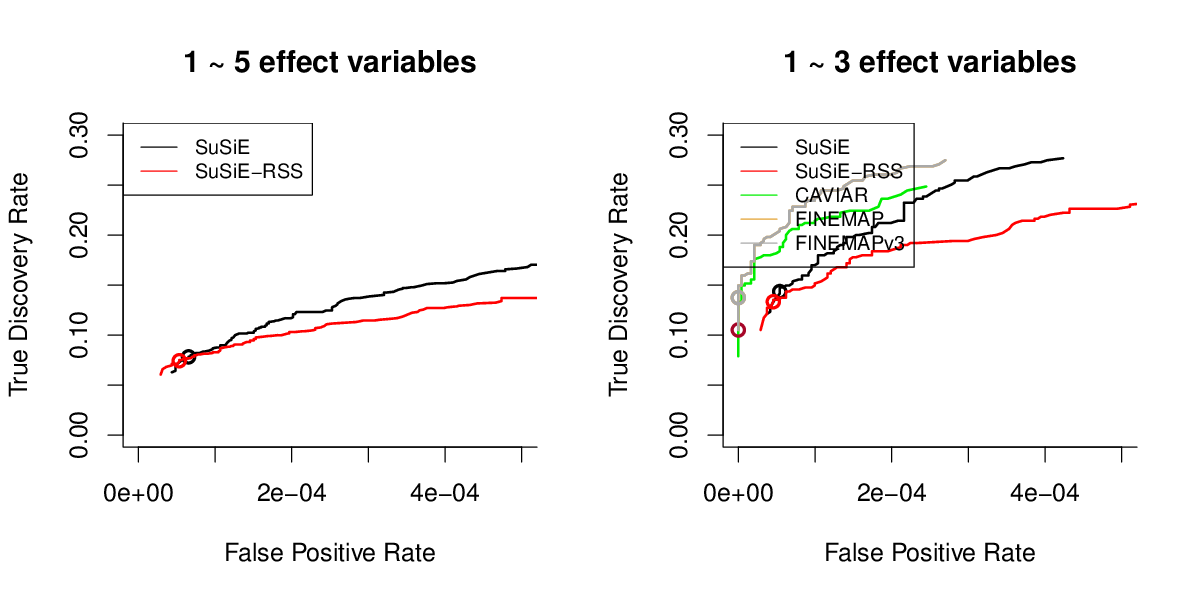 1 ~ 5 effect variables
True Discovery Rate
0.30
0.20
0.10
0.00
SuSiE
SuSiE−RSS
0e+00
2e−04
4e−04
False Positive Rate
1 ~ 3 effect variables
True Discovery Rate
0.30
0.20
0.10
0.00
SuSiE
SuSiE−RSS
CAVIAR
FINEMAP
FINEMAPv3
0e+00
2e−04
4e−04
False Positive Rate